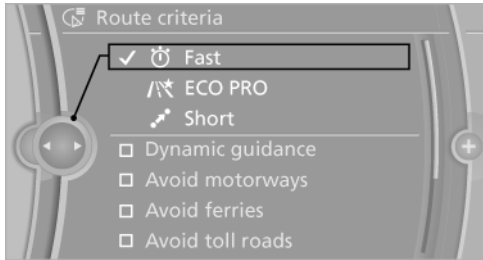 Route criteria
Fast
ECO PRO
Short
Dynamic guidance
Avoid motorways
Avoid ferries
Avoid toll roads